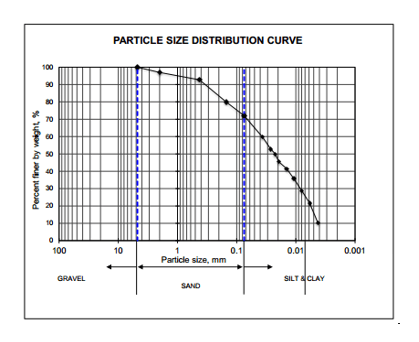 PARTICLE SIZE DISTRIBUTION CURVE
100
90
80
70
60
50
40
30
20
10
0
Percent finer by weight, %
100 10 1 0.1 0.01 0.001
Particle size, mm
GRAVEL SAND SILT & CLAY